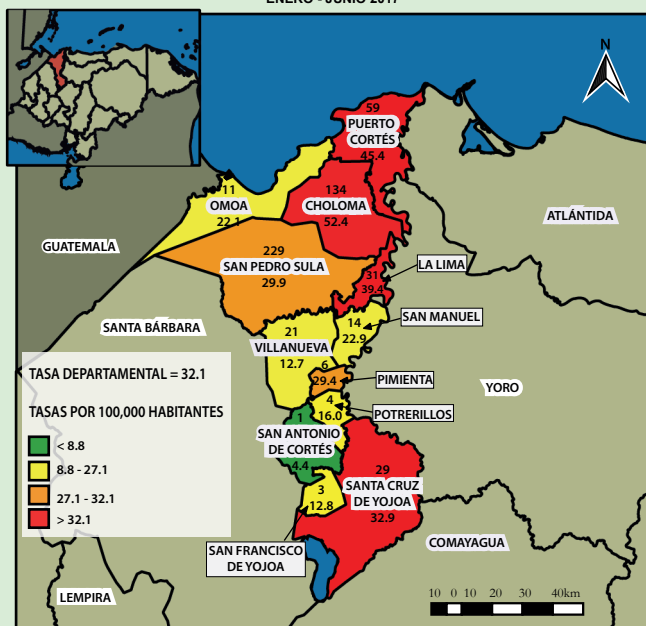 ENERO - JUNIO 2017
N
59
PUERTO
CORTÉS
45.4
11
OMOA
22.1
134
CHOLOMA
52.4
ATLÁNTIDA
GUATEMALA
229
SAN PEDRO SULA
29.9
LA LIMA
31
39.4
SANTA BÁRBARA
SAN MANUEL
14
22.9
21
VILLANUEVA
12.7
6
29.4
PIMIENTA
YORO
4
16.0
POTRERILLOS
1
SAN ANTONIO
DE CORTÉS
4.4
TASA DEPARTAMENTAL = 32.1
TASAS POR 100,000 HABITANTES
< 8.8
8.8 - 27.1
27.1 - 32.1
> 32.1
29
SANTA CRUZ
DE YOJOA
32.9
3
12.8
SAN FRANCISCO
DE YOJOA
COMAYAGUA
LEMPIRA
10 0 10 20 30 40km